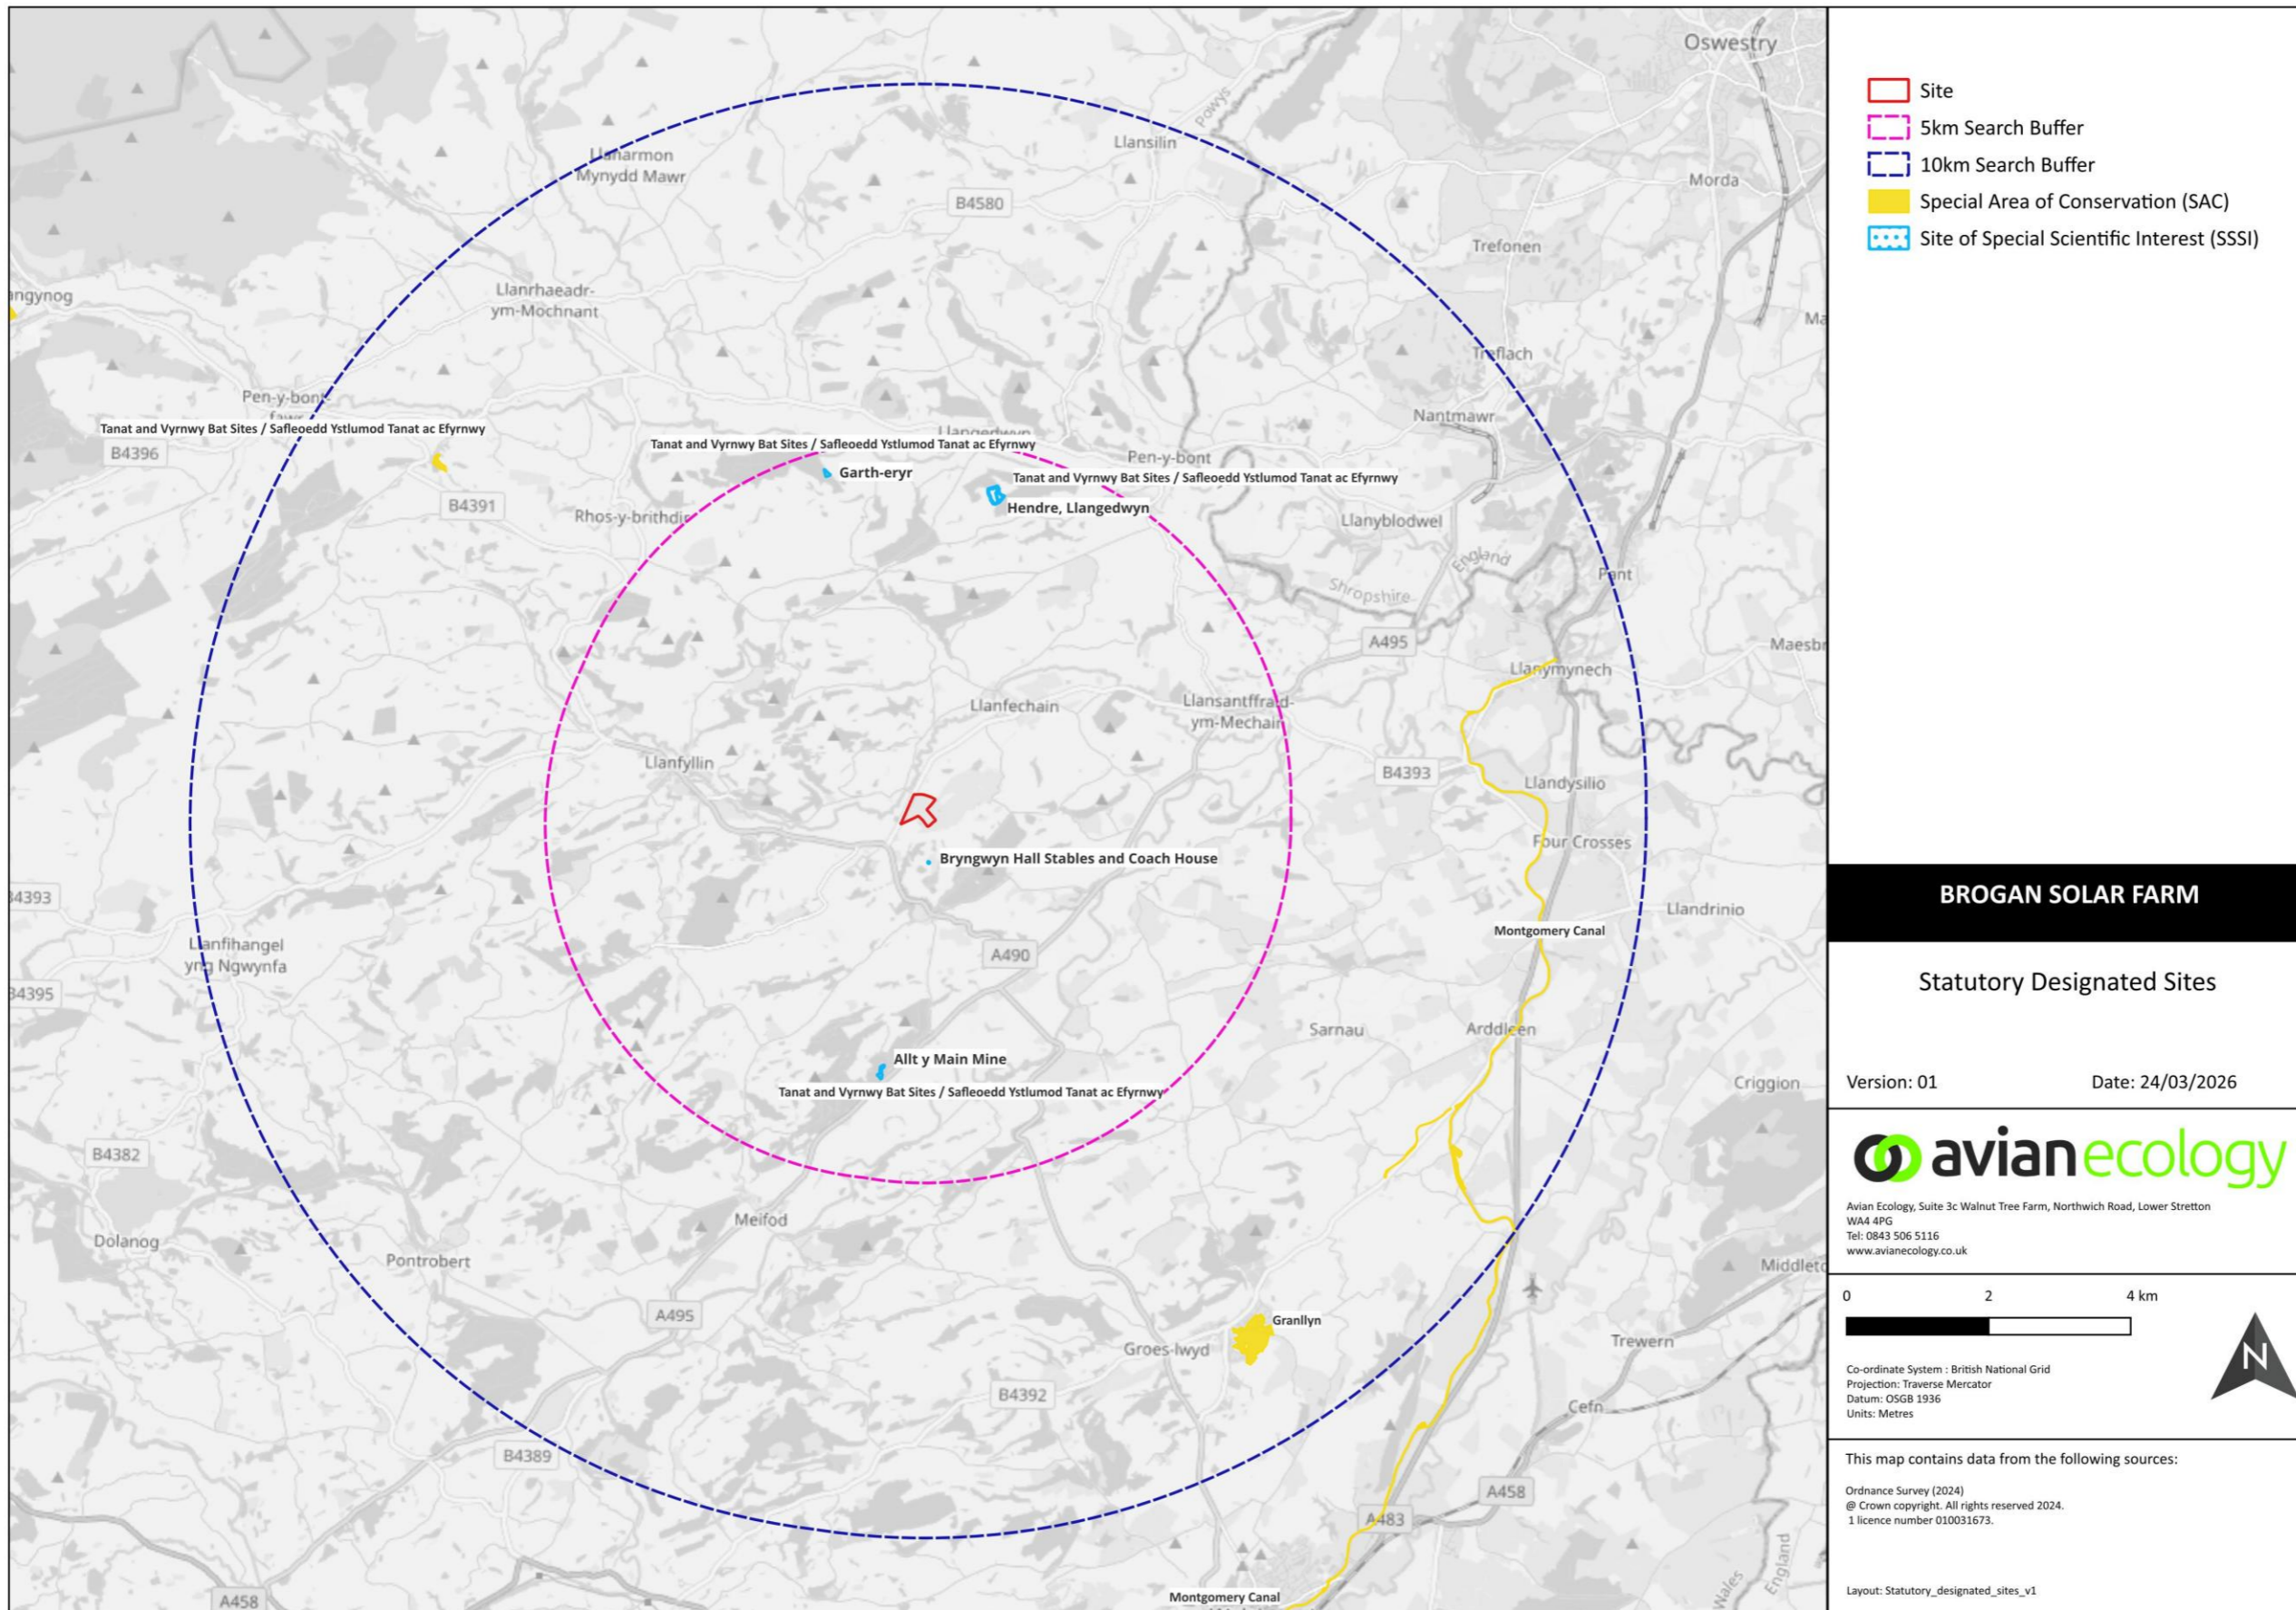 Oswestry
Powys
Llansilin
Llanarmon
Mynydd Mawr
B4580
Morda
Trefonen
angynog
Llanrhaeadr-
ym-Mochnant
Ma
Treflach
Pen-y-bont-
fawr
Nantmawr
Tanat and Vyrnwy Bat Sites / Safleoedd Ystlumod Tanat ac Efyrnwy
Llangedwyn
Tanat and Vyrnwy Bat Sites / Safleoedd Ystlumod Tanat ac Efyrnwy
B4396
Pen-y-bont
Garth-eryr
Tanat and Vyrnwy Bat Sites / Safleoedd Ystlumod Tanat ac Efyrnwy
B4391
Hendre, Llangedwyn
Rhos-y-brithdir
Llanyblodwel
England
Pant
Shropshire
A495
Maesbr
Llanymynech
Llanfechain
Llansantffraid-
ym-Mechain
Llanfyllin
B4393
Llandysilio
Four Crosses
Bryngwyn Hall Stables and Coach House
B4393
Llandrinio
Montgomery Canal
Llanfihangel
yng Ngwynfa
A490
B4395
Sarnau
Arddleen
Allt y Main Mine
Criggion
Tanat and Vyrnwy Bat Sites / Safleoedd Ystlumod Tanat ac Efyrnwy
B4382
Meifod
Dolanog
Pontrobert
Middleto
A495
Granllyn
Groes-lwyd
Trewern
B4392
Cefn
B4389
A458
A483
England
Wales
Montgomery Canal
A458
Site
5km Search Buffer
10km Search Buffer
Special Area of Conservation (SAC)
Site of Special Scientific Interest (SSSI)
BROGAN SOLAR FARM
Statutory Designated Sites
Version: 01 Date: 24/03/2026
avianecology
Avian Ecology, Suite 3c Walnut Tree Farm, Northwich Road, Lower Stretton
WA4 4PG
Tel: 0843 506 5116
www.avianecology.co.uk
0 2 4 km
N
Co-ordinate System : British National Grid
Projection: Traverse Mercator
Datum: OSGB 1936
Units: Metres
This map contains data from the following sources:
Ordnance Survey (2024)
@ Crown copyright. All rights reserved 2024.
1 licence number 010031673.
Layout: Statutory_designated_sites_v1